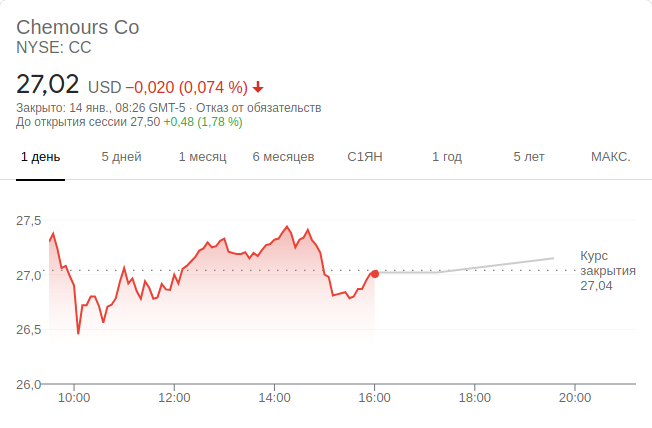 Chemours Co
NYSE: CC
27,02 USD −0,020 (0,074 %)
Закрыто: 14 янв., 08:26 GMT-5 · Отказ от обязательств
До открытия сессии 27,50 +0,48 (1,78 %)
1 день 5 дней 1 месяц 6 месяцев С1ЯН 1 год 5 лет МАКС.
27,5
27,0
26,5
26,0
Курс
закрытия
27,04
10:00 12:00 14:00 16:00 18:00 20:00